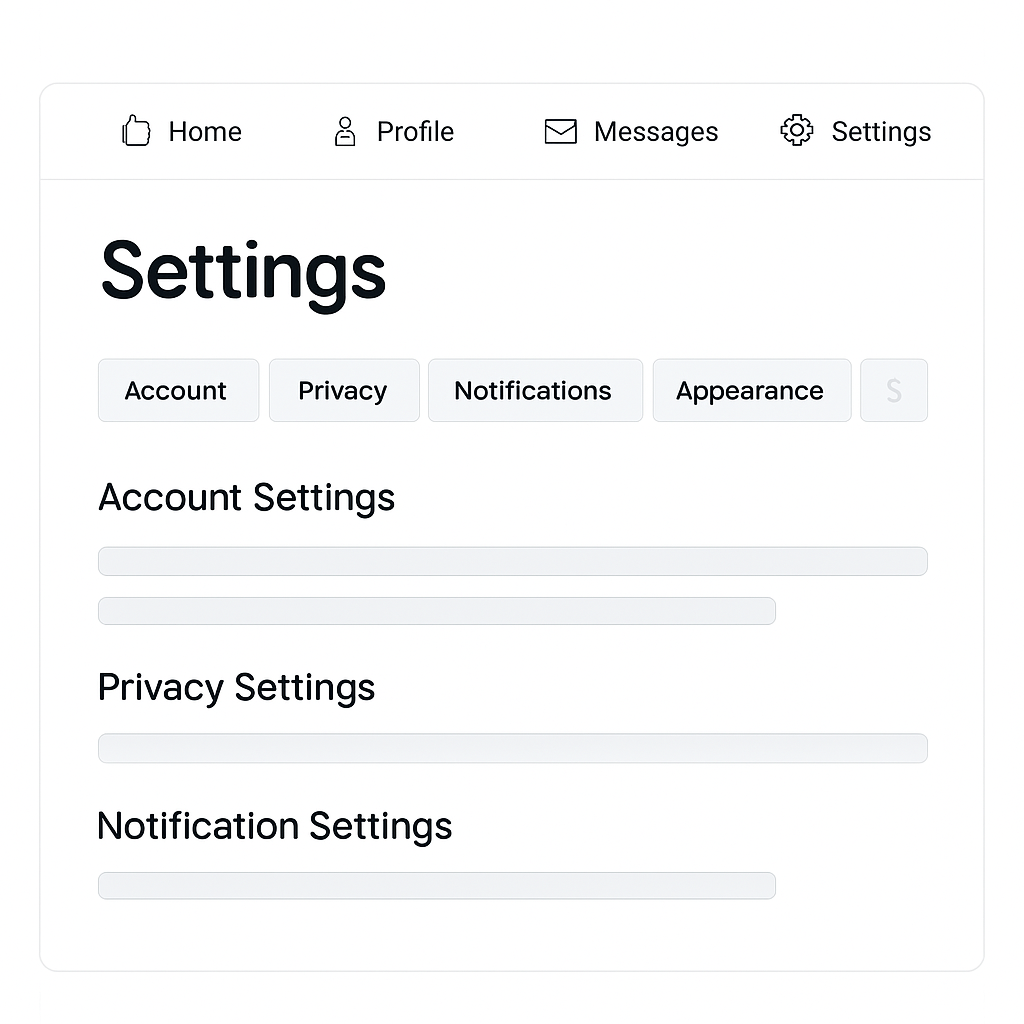 Home Profile Messages Settings
Settings
Account Privacy Notifications Appearance S
Account Settings
Privacy Settings
Notification Settings